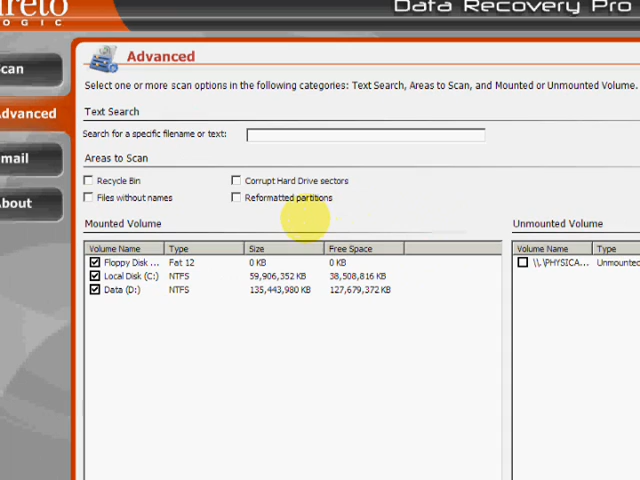 areto
LOGIC
Data Recovery Pro
can
Advanced
dvanced
mail
bout
Select one or more scan options in the following categories: Text Search, Areas to Scan, and Mounted or Unmounted Volume.
Text Search
Search for a specific filename or text:
Areas to Scan
Recycle Bin
Corrupt Hard Drive sectors
Files without names
Reformatted partitions
Mounted Volume
Unmounted Volume
Volume Name Type Size Free Space
Volume Name Type
Floppy Disk ... Fat 12 0 KB 0 KB
\\.\PHYSICA... Unmounted
Local Disk (C:) NTFS 59,906,352 KB 38,508,816 KB
Data (D:) NTFS 135,443,980 KB 127,679,372 KB